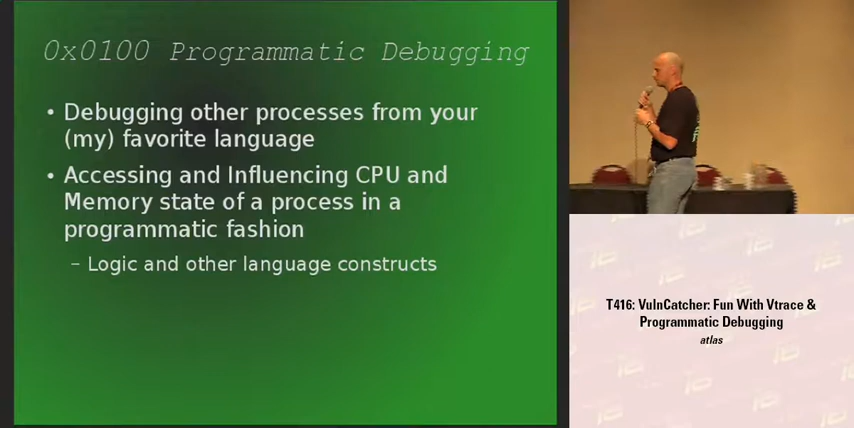 0x0100 Programmatic Debugging
• Debugging other processes from your
(my) favorite language
• Accessing and Influencing CPU and
Memory state of a process in a
programmatic fashion
– Logic and other language constructs
T416: VulnCatcher: Fun With Vtrace &
Programmatic Debugging
atlas